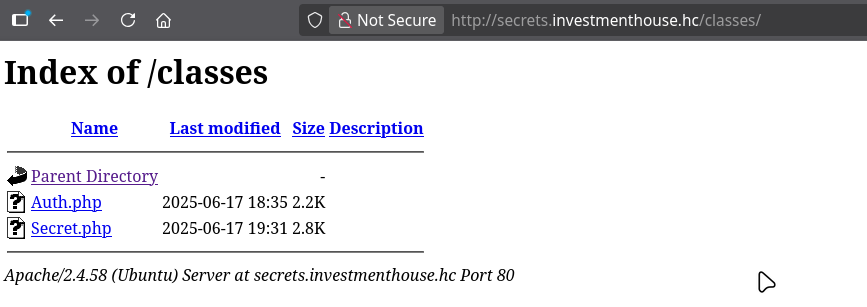 Not Secure http://secrets.investmenthouse.hc/classes/
Index of /classes
Name Last modified Size Description
Parent Directory -
Auth.php 2025-06-17 18:35 2.2K
Secret.php 2025-06-17 19:31 2.8K
Apache/2.4.58 (Ubuntu) Server at secrets.investmenthouse.hc Port 80